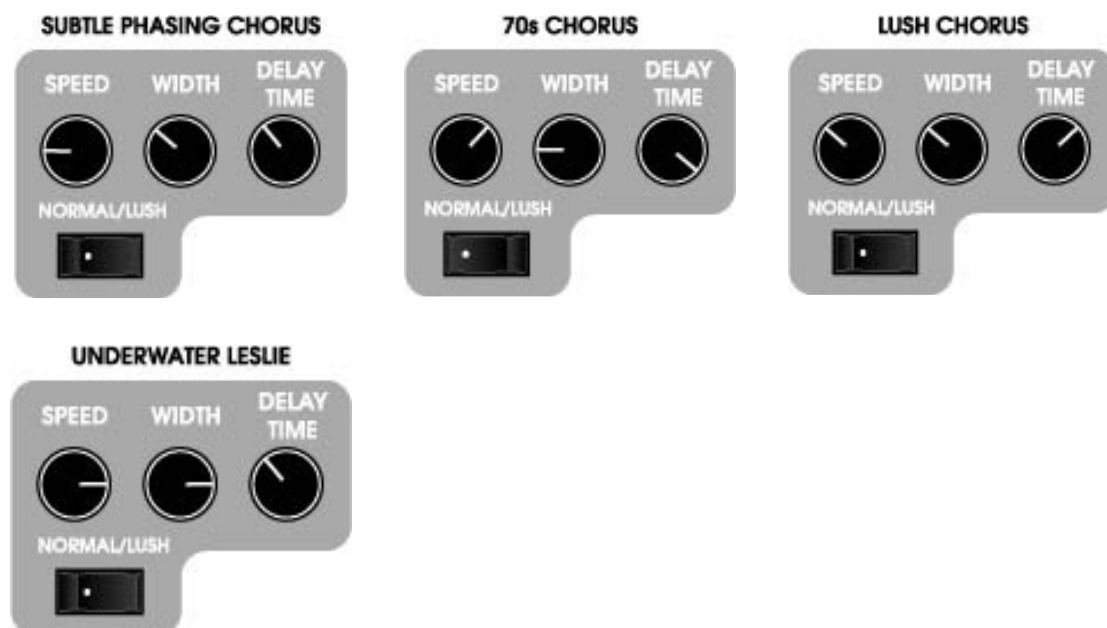 SUBTLE PHASING CHORUS
SPEED WIDTH DELAY
TIME
NORMAL/LUSH
70s CHORUS
SPEED WIDTH DELAY
TIME
NORMAL/LUSH
LUSH CHORUS
SPEED WIDTH DELAY
TIME
NORMAL/LUSH
UNDERWATER LESLIE
SPEED WIDTH DELAY
TIME
NORMAL/LUSH